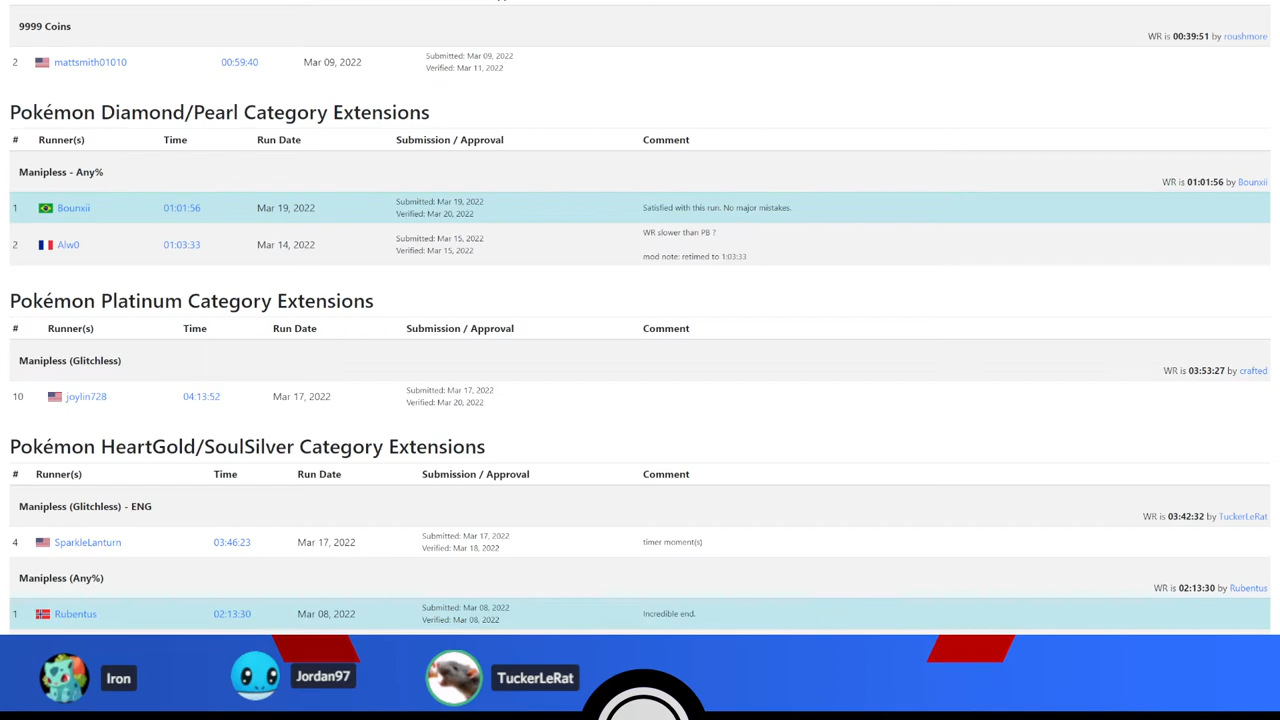 9999 Coins
WR is 00:39:51 by roushmore
2 mattsmith01010 00:59:40 Mar 09, 2022 Submitted: Mar 09, 2022
Verified: Mar 11, 2022
Pokémon Diamond/Pearl Category Extensions
# Runner(s) Time Run Date Submission / Approval Comment
Manipless - Any%
WR is 01:01:56 by Bounxii
1 Bounxii 01:01:56 Mar 19, 2022 Submitted: Mar 19, 2022 Satisfied with this run. No major mistakes.
Verified: Mar 20, 2022
WR slower than PB ?
2 Alw0 01:03:33 Mar 14, 2022 Submitted: Mar 15, 2022
Verified: Mar 15, 2022
mod note: retimed to 1:03:33
Pokémon Platinum Category Extensions
# Runner(s) Time Run Date Submission / Approval Comment
Manipless (Glitchless)
WR is 03:53:27 by crafted
10 joylin728 04:13:52 Mar 17, 2022 Submitted: Mar 17, 2022
Verified: Mar 20, 2022
Pokémon HeartGold/SoulSilver Category Extensions
# Runner(s) Time Run Date Submission / Approval Comment
Manipless (Glitchless) - ENG
WR is 03:42:32 by TuckerLeRat
4 SparkleLanturn 03:46:23 Mar 17, 2022 Submitted: Mar 17, 2022 timer moment(s)
Verified: Mar 18, 2022
Manipless (Any%)
WR is 02:13:30 by Rubentus
1 Rubentus 02:13:30 Mar 08, 2022 Submitted: Mar 08, 2022 Incredible end.
Verified: Mar 08, 2022
Iron Jordan97 TuckerLeRat